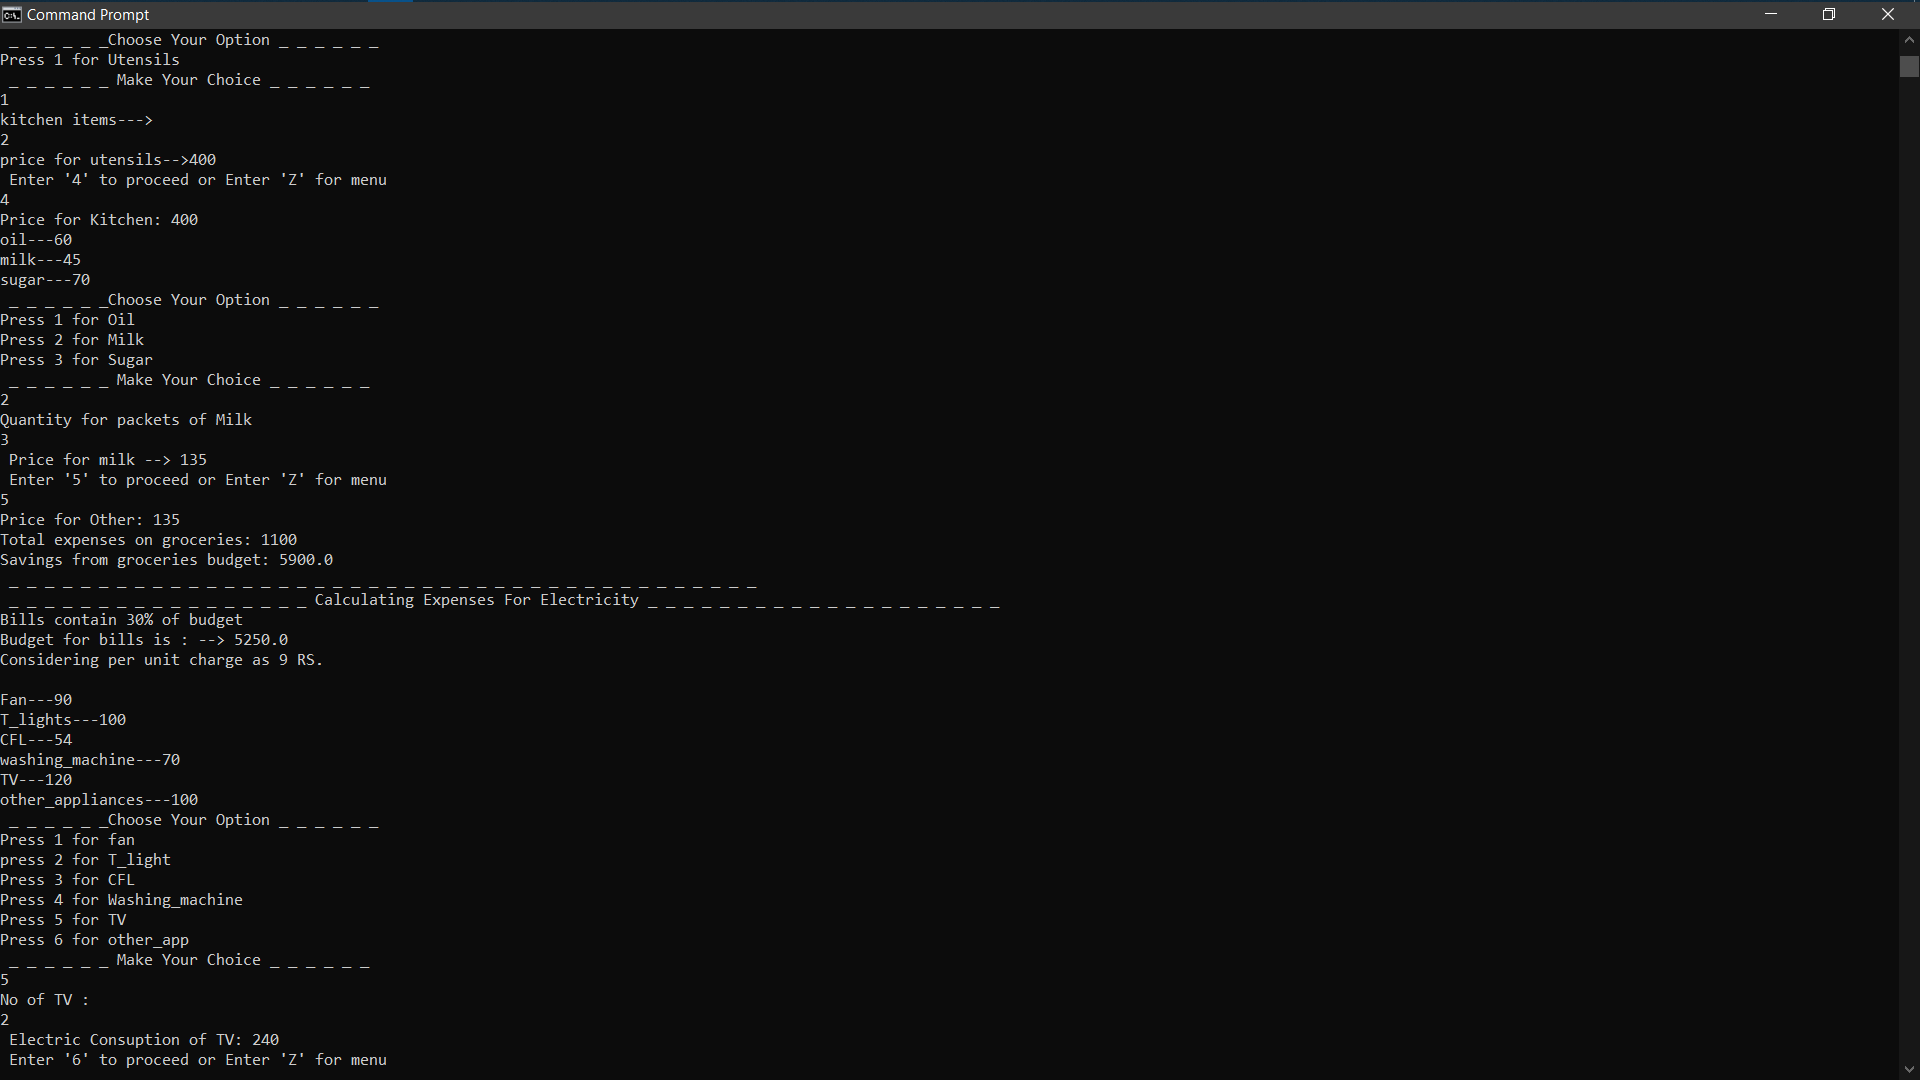 Command Prompt
_ _ _ _ _ _Choose Your Option _ _ _ _ _ _
Press 1 for Utensils
_ _ _ _ _ _ Make Your Choice _ _ _ _ _ _
1
kitchen items--->
2
price for utensils-->400
Enter '4' to proceed or Enter 'Z' for menu
4
Price for Kitchen: 400
oil---60
milk---45
sugar---70
_ _ _ _ _ _Choose Your Option _ _ _ _ _ _
Press 1 for Oil
Press 2 for Milk
Press 3 for Sugar
_ _ _ _ _ _ Make Your Choice _ _ _ _ _ _
2
Quantity for packets of Milk
3
Price for milk --> 135
Enter '5' to proceed or Enter 'Z' for menu
5
Price for Other: 135
Total expenses on groceries: 1100
Savings from groceries budget: 5900.0
_ _ _ _ _ _ _ _ _ _ _ _ _ _ _ _ _ _ _ _ _ _ _ _ _ _ _ _ _ _ _ _ _ _ _ _ _ _ _ _ _ _
_ _ _ _ _ _ _ _ _ _ _ _ _ _ _ _ _ Calculating Expenses For Electricity _ _ _ _ _ _ _ _ _ _ _ _ _ _ _ _ _ _ _ _
Bills contain 30% of budget
Budget for bills is : --> 5250.0
Considering per unit charge as 9 RS.
Fan---90
T_lights---100
CFL---54
washing_machine---70
TV---120
other_appliances---100
_ _ _ _ _ _Choose Your Option _ _ _ _ _ _
Press 1 for fan
press 2 for T_light
Press 3 for CFL
Press 4 for Washing_machine
Press 5 for TV
Press 6 for other_app
_ _ _ _ _ _ Make Your Choice _ _ _ _ _ _
5
No of TV :
2
Electric Consuption of TV: 240
Enter '6' to proceed or Enter 'Z' for menu